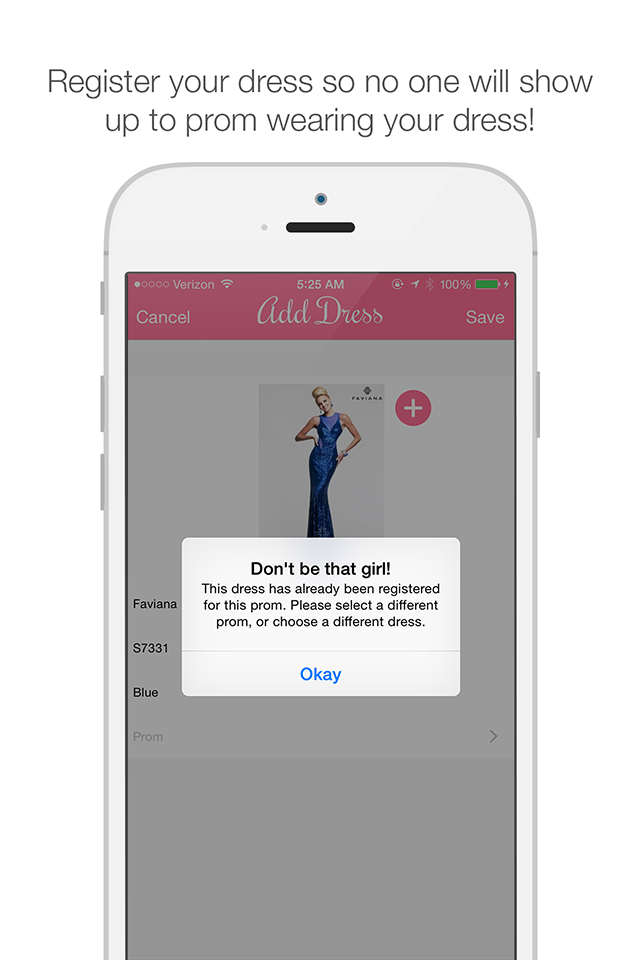 Register your dress so no one will show
up to prom wearing your dress!
Verizon 5:25 AM 100%
Cancel Add Dress Save
FAVIANA
Don't be that girl!
This dress has already been registered
for this prom. Please select a different
prom, or choose a different dress.
Faviana
S7331
Okay
Blue
Prom